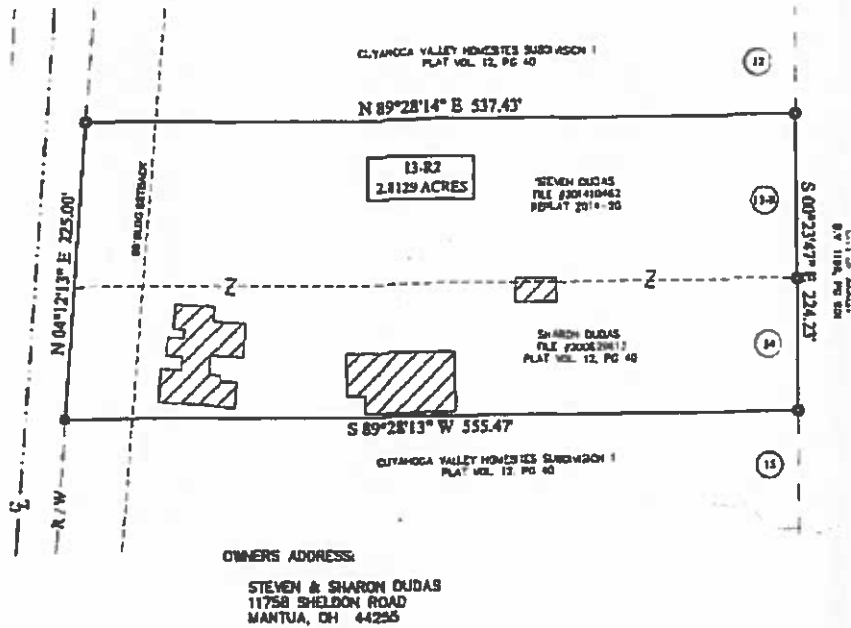 CUYAHOGA VALLEY HOMESITES SUBDIVISION 1
PLAT VOL. 12, PG 40
12
N 89°28'14" E 537.43'
13-R2
2.8129 ACRES
STEVEN DUDAS
FILE #201410462
REPLAT 2014-20
13-R
S 00°23'47" E 224.23'
BLDG SETBACK
N 04°12'13" E 225.00'
Z
Z
SHARON DUDAS
PLAT VOL. 12, PG 40
14
S 89°28'13" W 555.47'
CUYAHOGA VALLEY HOMESITES SUBDIVISION 1
PLAT VOL. 12, PG 40
15
CL
R/W
OWNERS ADDRESS:
STEVEN & SHARON DUDAS
11758 SHELDON ROAD
MANTUA, OH 44255